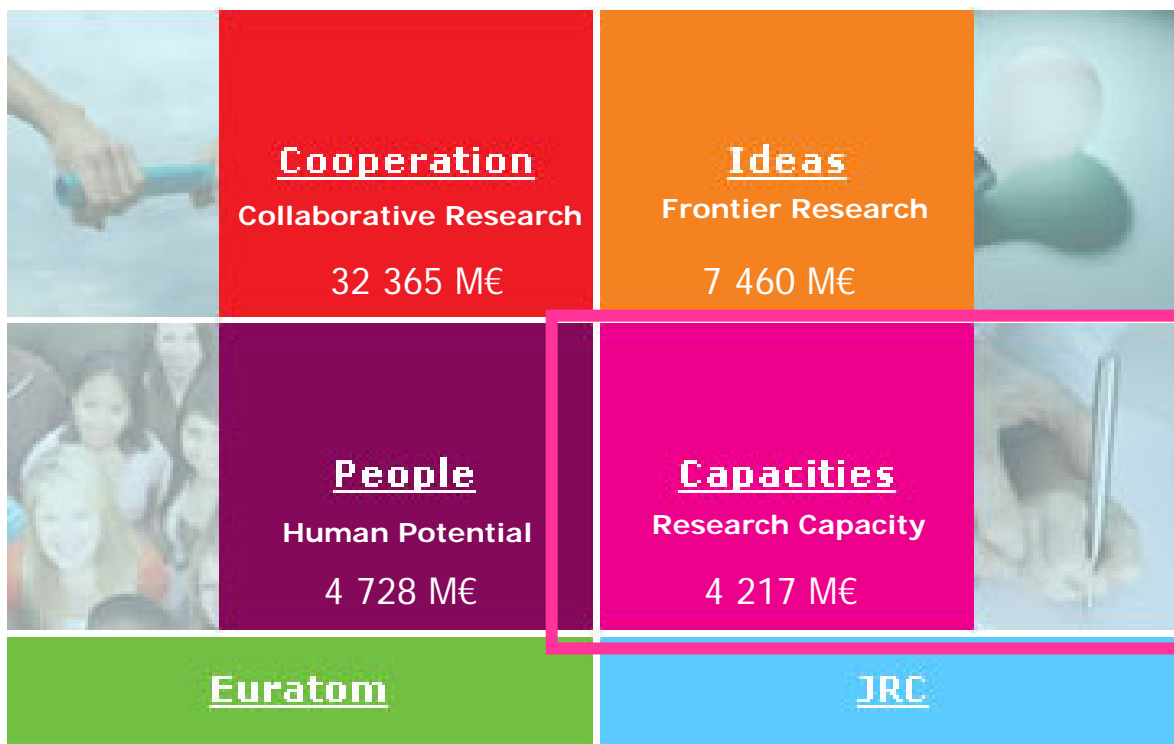 Cooperation
Collaborative Research
32 365 M€
Ideas
Frontier Research
7 460 M€
People
Human Potential
4 728 M€
Capacities
Research Capacity
4 217 M€
Euratom
JRC